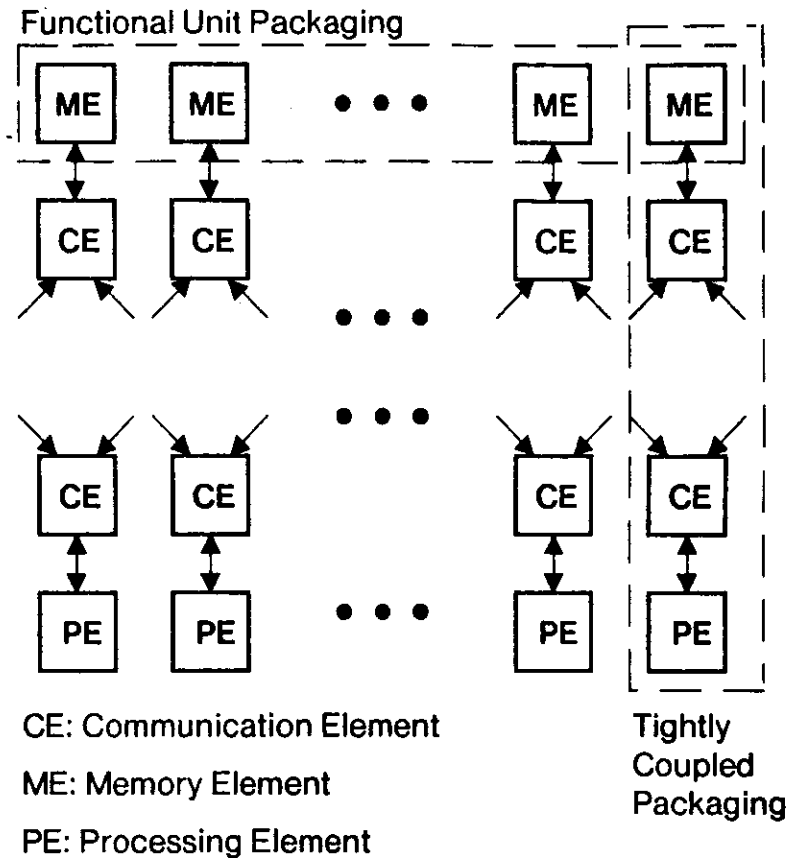 Functional Unit Packaging
ME ME ME ME
CE CE CE CE
CE CE CE CE
PE PE PE PE
CE: Communication Element
ME: Memory Element
PE: Processing Element
Tightly
Coupled
Packaging